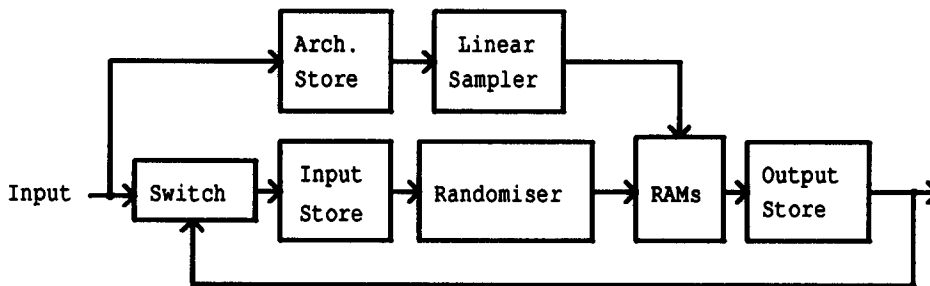 Arch.
Store
Linear
Sampler
Input
Switch
Input
Store
Randomiser
RAMs
Output
Store